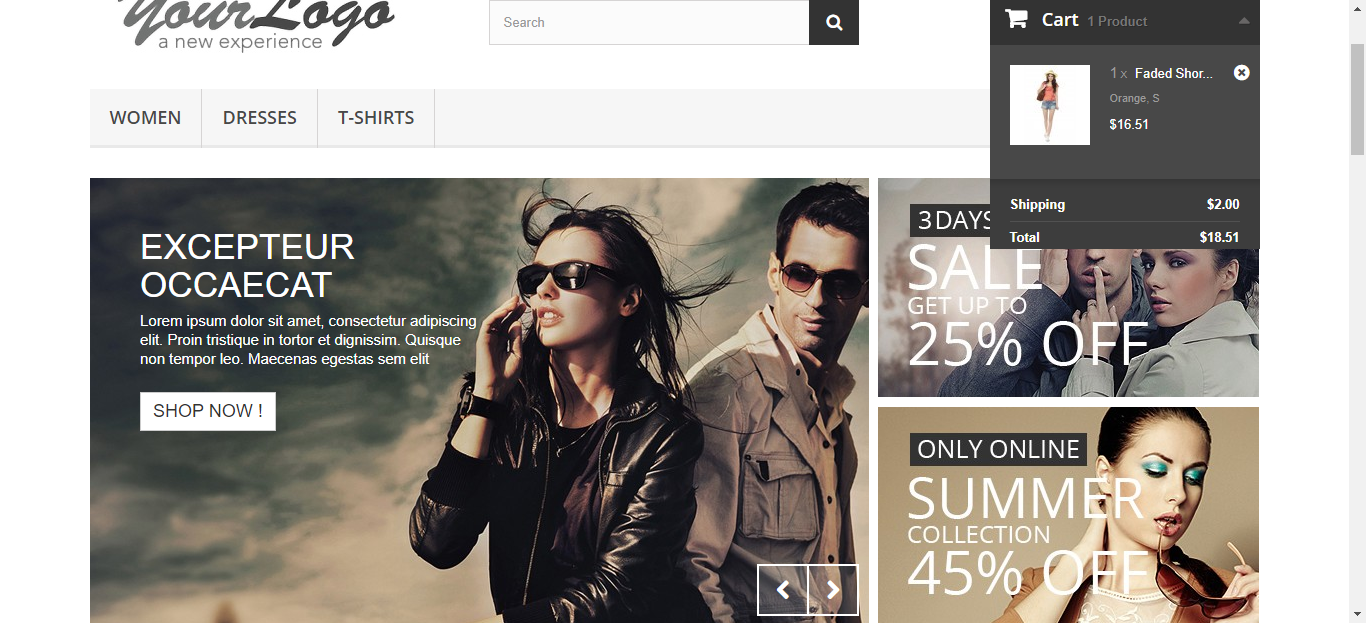 YourLogo
a new experience
Search
Cart 1 Product
1 x Faded Shor...
Orange, S
$16.51
Shipping $2.00
Total $18.51
WOMEN DRESSES T-SHIRTS
EXCEPTEUR
OCCAECAT
Lorem ipsum dolor sit amet, consectetur adipiscing
elit. Proin tristique in tortor et dignissim. Quisque
non tempor leo. Maecenas egestas sem elit
SHOP NOW !
3 DAYS
SALE
GET UP TO
25% OFF
ONLY ONLINE
SUMMER
COLLECTION
45% OFF